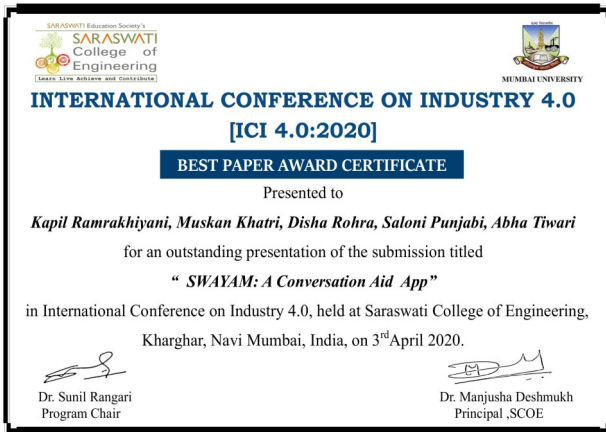 SARASWATI Education Society's
SARASWATI
College of
Engineering
Learn Live Achieve and Contribute
MUMBAI UNIVERSITY
INTERNATIONAL CONFERENCE ON INDUSTRY 4.0
[ICI 4.0:2020]
BEST PAPER AWARD CERTIFICATE
Presented to
Kapil Ramrakhiyani, Muskan Khatri, Disha Rohra, Saloni Punjabi, Abha Tiwari
for an outstanding presentation of the submission titled
“ SWAYAM: A Conversation Aid App”
in International Conference on Industry 4.0, held at Saraswati College of Engineering,
Kharghar, Navi Mumbai, India, on 3rdApril 2020.
Dr. Sunil Rangari
Program Chair
Dr. Manjusha Deshmukh
Principal ,SCOE